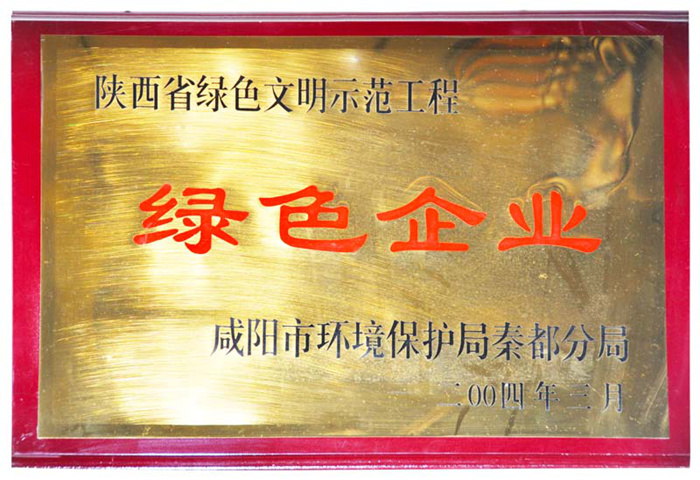 陕西省绿色文明示范工程
绿色企业
咸阳市环境保护局秦都分局
二00四年三月